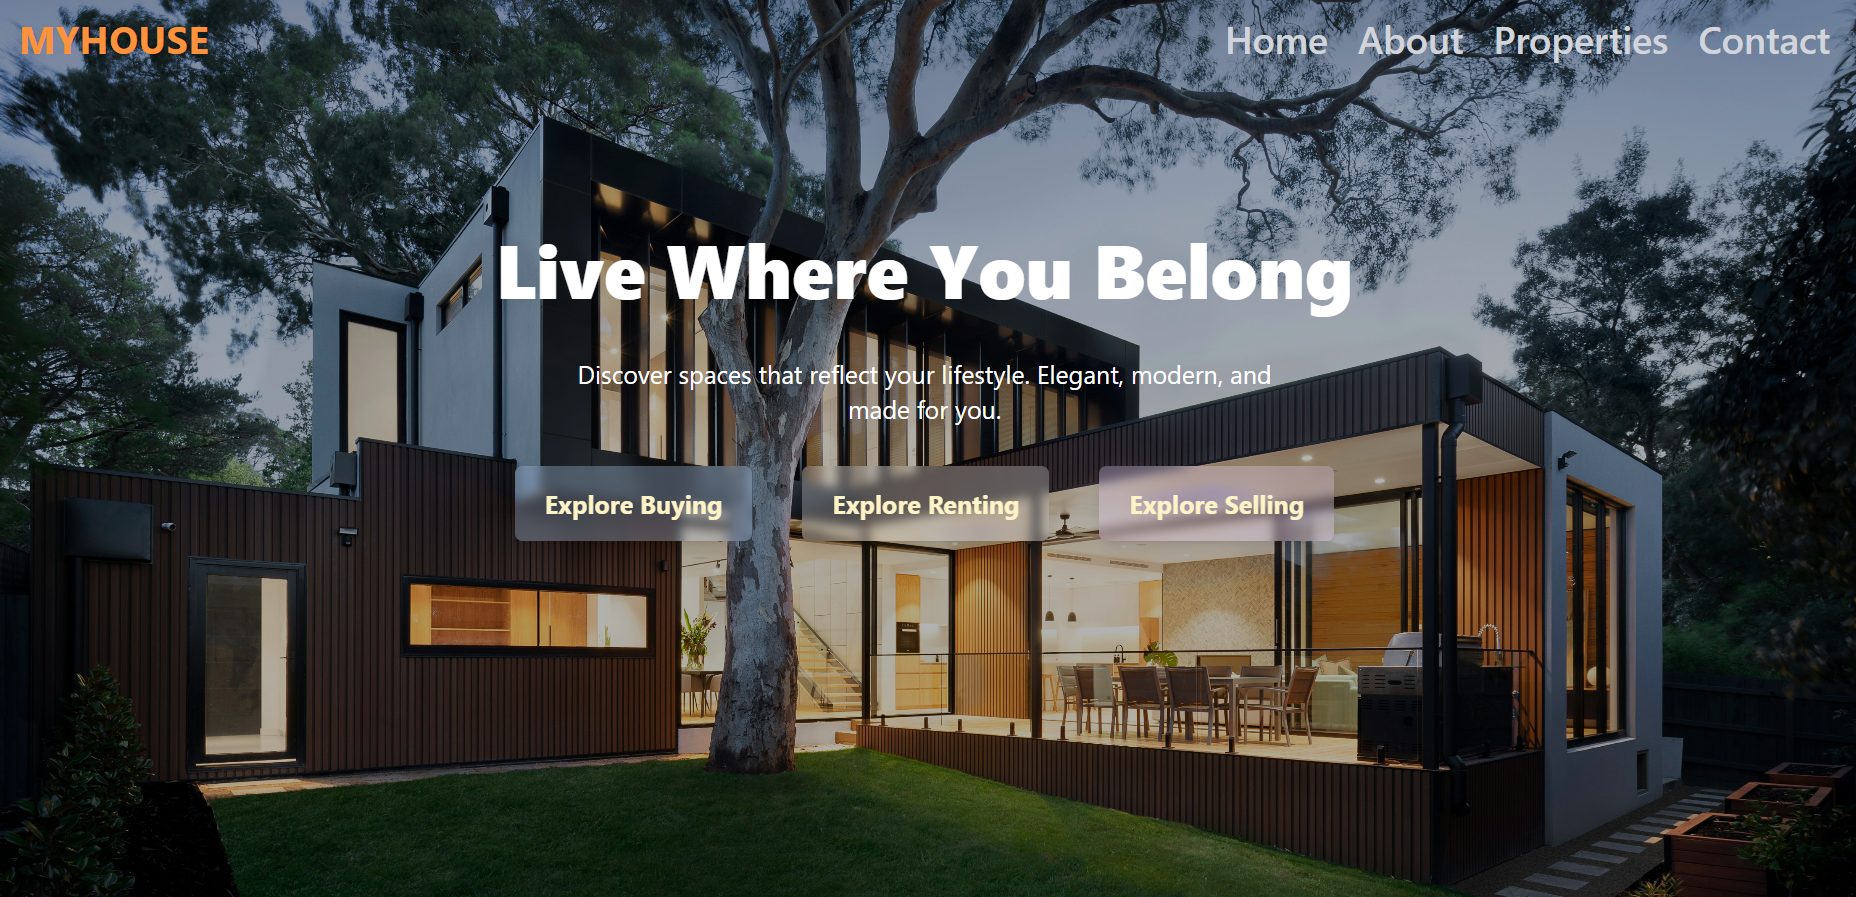 MYHOUSE
Home About Properties Contact
Live Where You Belong
Discover spaces that reflect your lifestyle. Elegant, modern, and
made for you.
Explore Buying
Explore Renting
Explore Selling